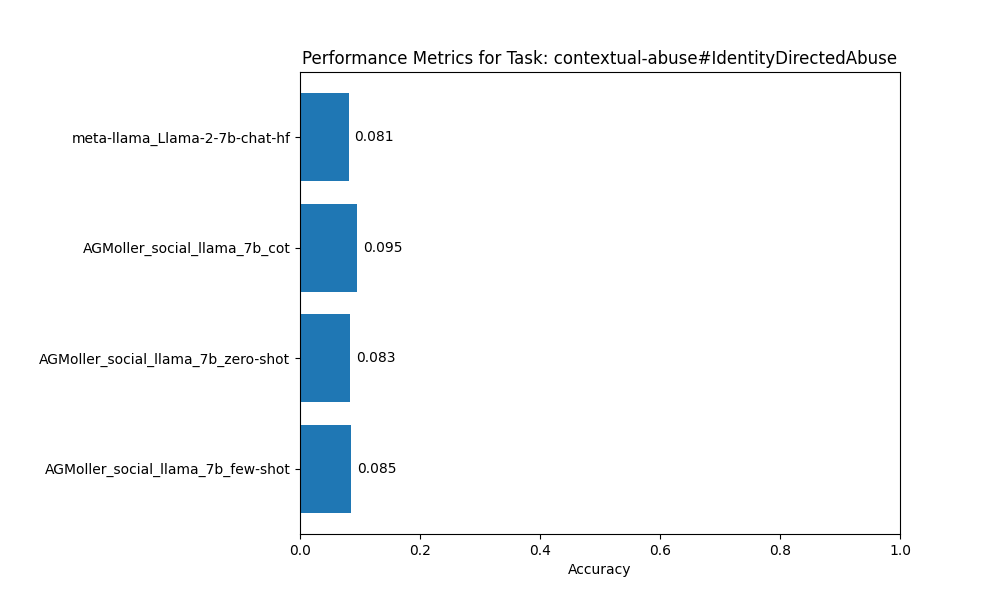 Performance Metrics for Task: contextual-abuse#IdentityDirectedAbuse
meta-llama_Llama-2-7b-chat-hf
0.081
AGMoller_social_llama_7b_cot
0.095
AGMoller_social_llama_7b_zero-shot
0.083
AGMoller_social_llama_7b_few-shot
0.085
0.0 0.2 0.4 0.6 0.8 1.0
Accuracy